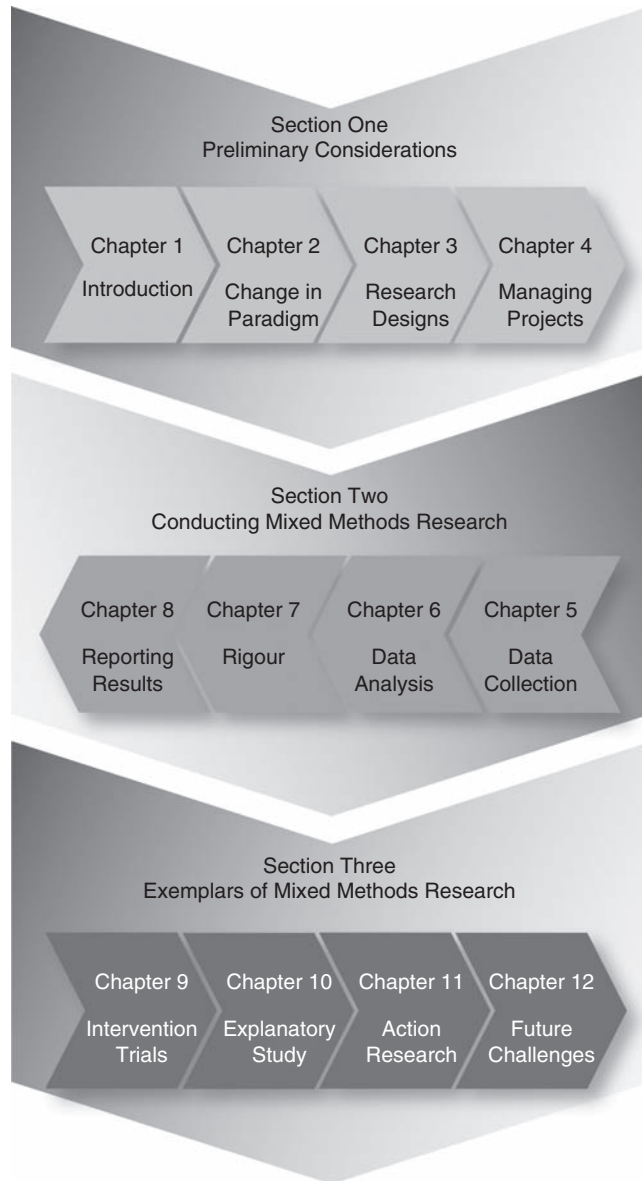 Section One
Preliminary Considerations
Chapter 1
Introduction
Chapter 2
Change in
Paradigm
Chapter 3
Research
Designs
Chapter 4
Managing
Projects
Section Two
Conducting Mixed Methods Research
Chapter 8
Reporting
Results
Chapter 7
Rigour
Chapter 6
Data
Analysis
Chapter 5
Data
Collection
Section Three
Exemplars of Mixed Methods Research
Chapter 9
Intervention
Trials
Chapter 10
Explanatory
Study
Chapter 11
Action
Research
Chapter 12
Future
Challenges